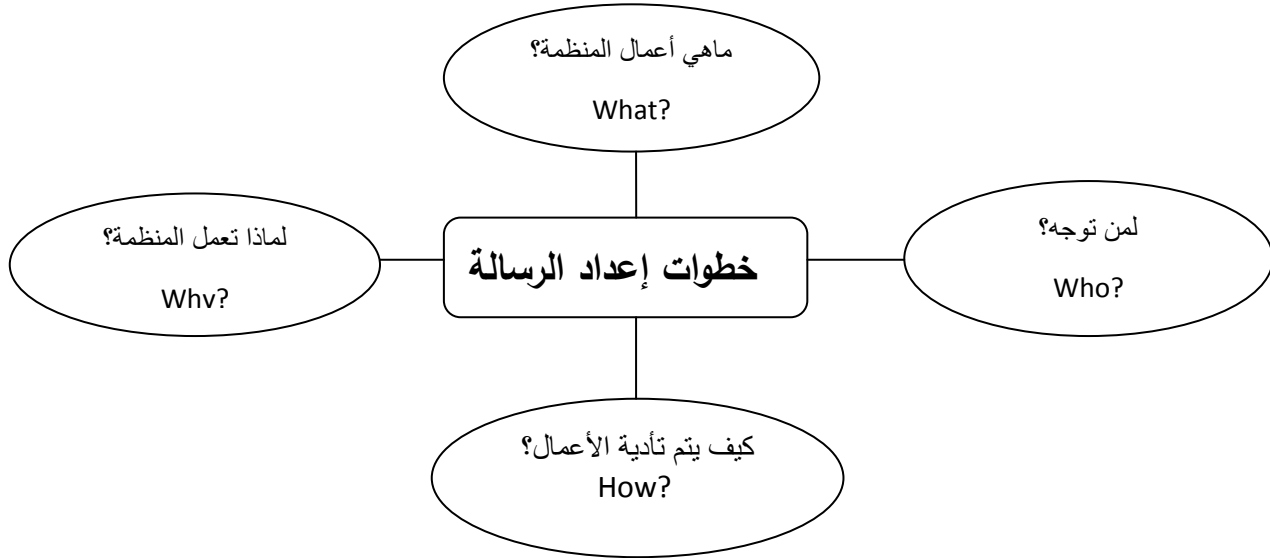 ماهي أعمال المنظمة؟
What?
لمن توجه؟
Who?
خطوات إعداد الرسالة
لماذا تعمل المنظمة؟
Whv?
كيف يتم تأدية الأعمال؟
How?